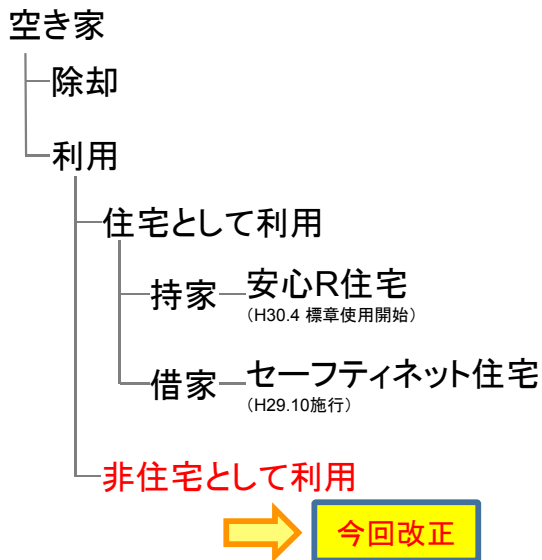 空き家
除却
利用
住宅として利用
持家
安心R住宅
（H30.4 標章使用開始）
借家
セーフティネット住宅
（H29.10施行）
非住宅として利用
今回改正